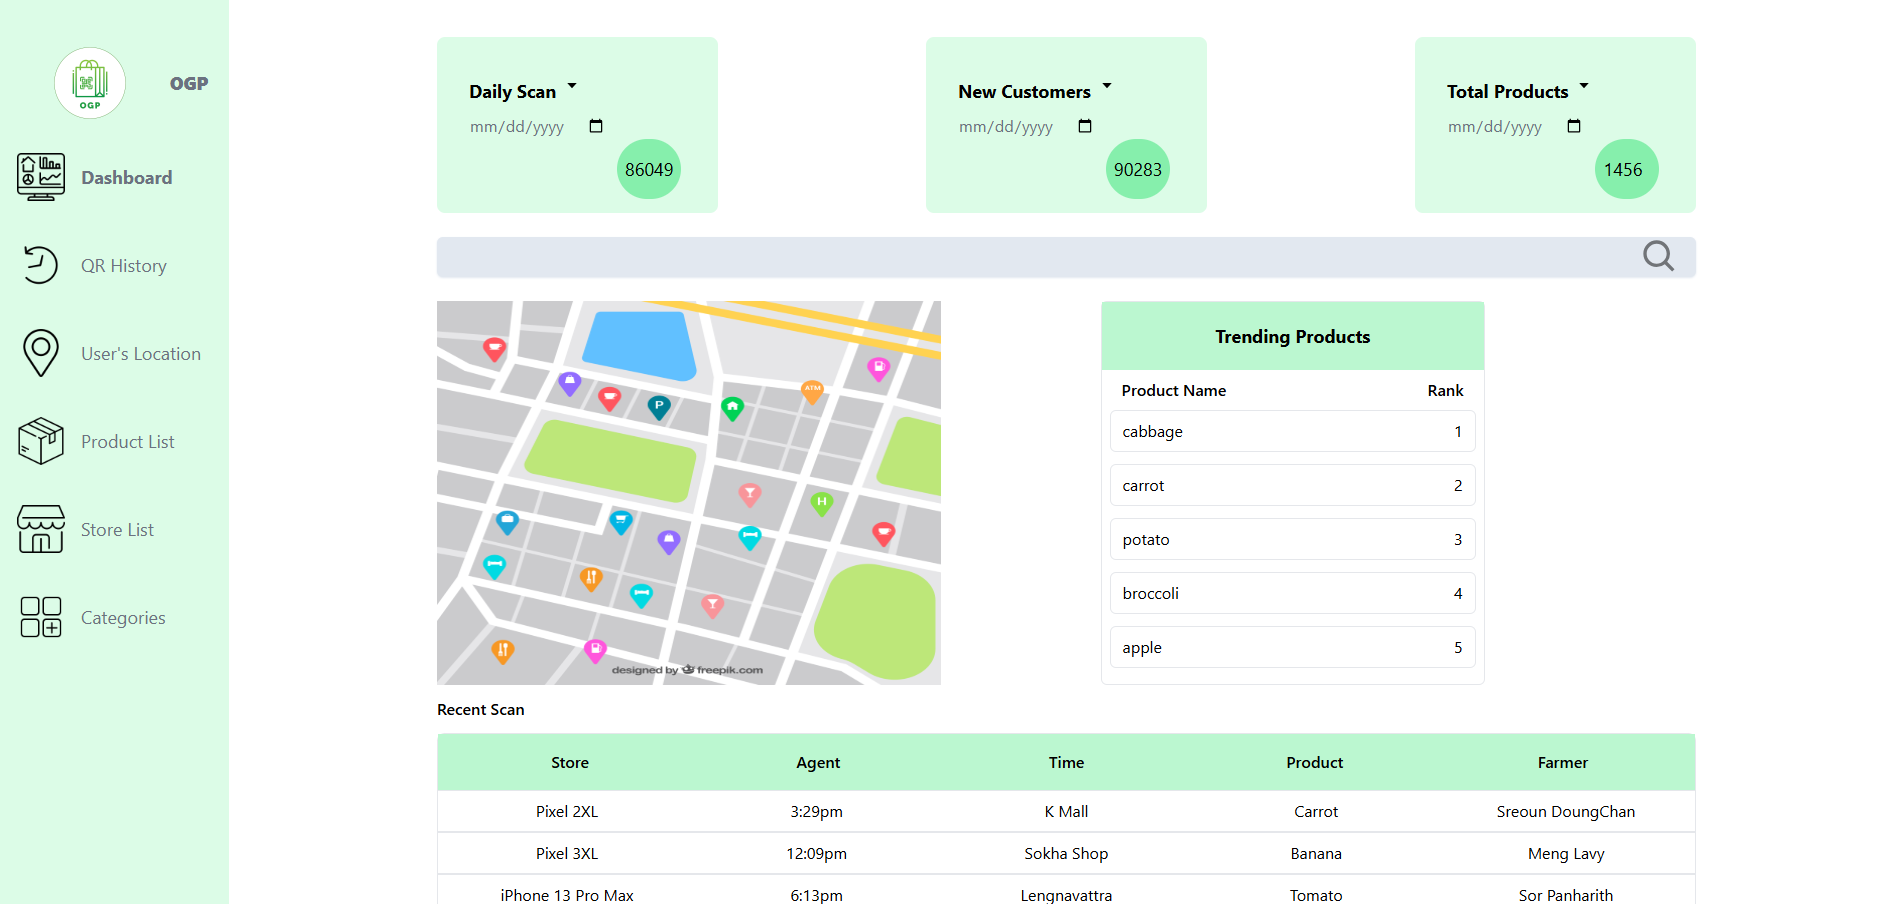 OGP
OGP
Dashboard
QR History
User's Location
Product List
Store List
Categories
Daily Scan
mm/dd/yyyy
86049
New Customers
mm/dd/yyyy
90283
Total Products
mm/dd/yyyy
1456
P
ATM
H
designed by freepik.com
Trending Products
Product Name Rank
cabbage 1
carrot 2
potato 3
broccoli 4
apple 5
Recent Scan
Store Agent Time Product Farmer
Pixel 2XL 3:29pm K Mall Carrot Sreoun DoungChan
Pixel 3XL 12:09pm Sokha Shop Banana Meng Lavy
iPhone 13 Pro Max 6:13pm Lengnavattra Tomato Sor Panharith